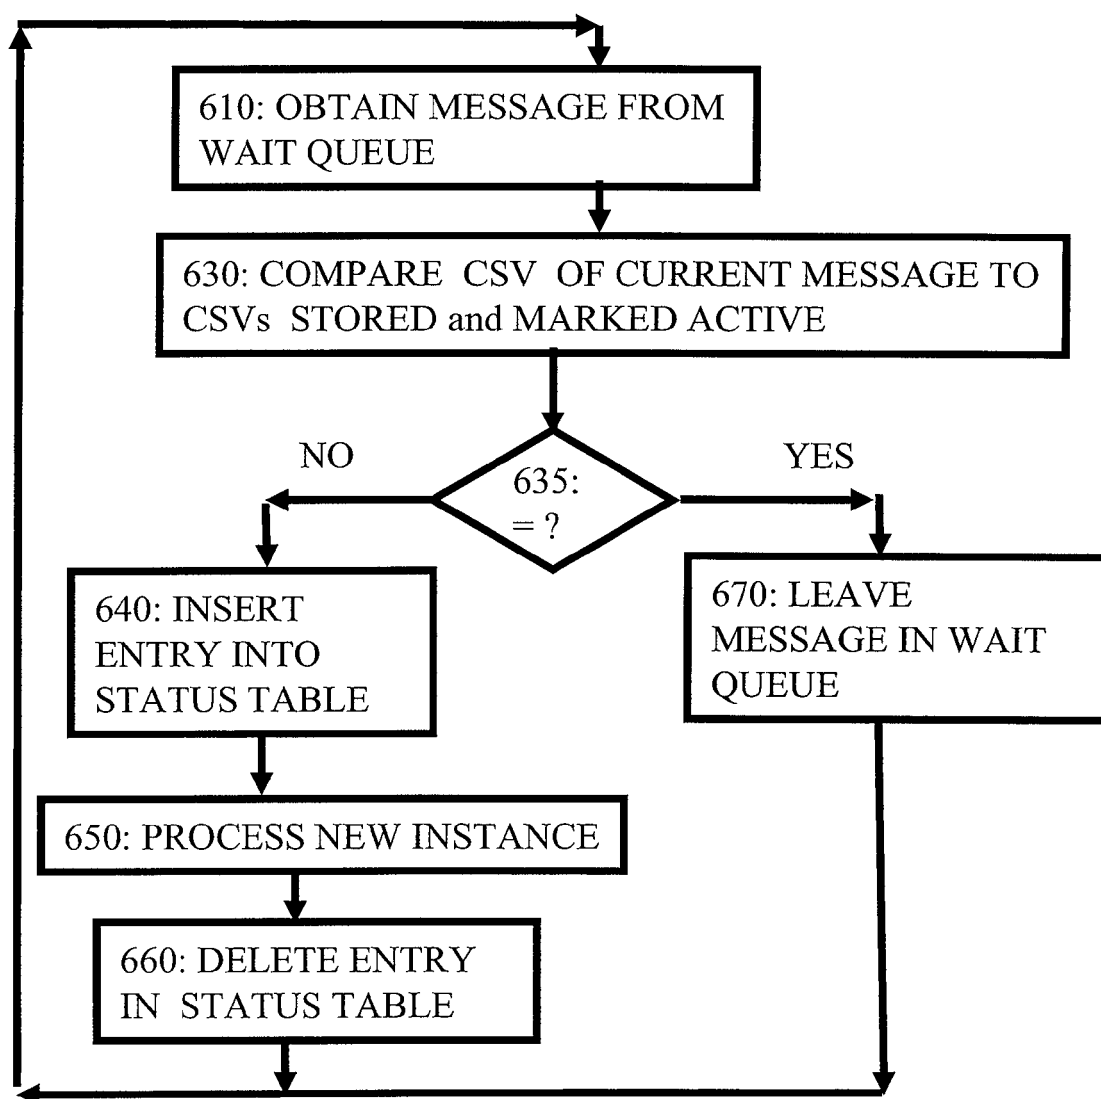 610: OBTAIN MESSAGE FROM
WAIT QUEUE
630: COMPARE CSV OF CURRENT MESSAGE TO
CSVs STORED and MARKED ACTIVE
NO
YES
635:
= ?
640: INSERT
ENTRY INTO
STATUS TABLE
670: LEAVE
MESSAGE IN WAIT
QUEUE
650: PROCESS NEW INSTANCE
660: DELETE ENTRY
IN STATUS TABLE